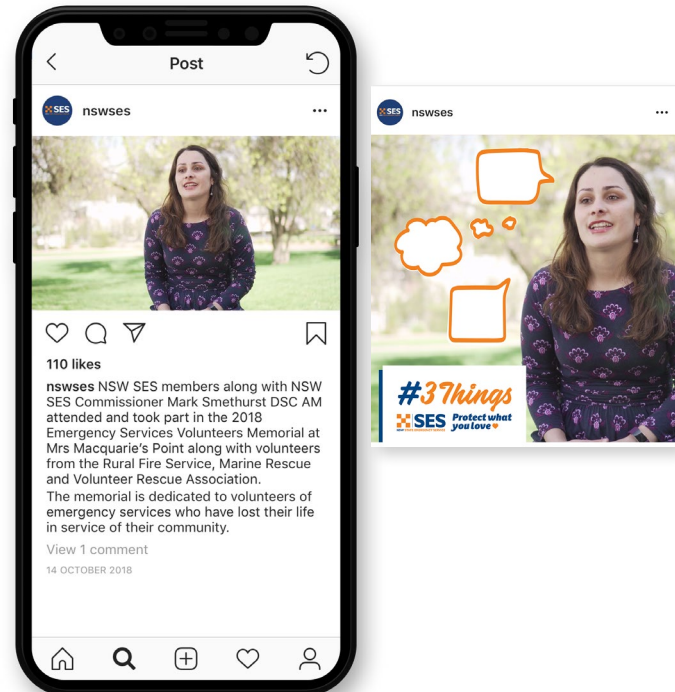 Post
SES
nswses
110 likes
nswses NSW SES members along with NSW
SES Commissioner Mark Smethurst DSC AM
attended and took part in the 2018
Emergency Services Volunteers Memorial at
Mrs Macquarie's Point along with volunteers
from the Rural Fire Service, Marine Rescue
and Volunteer Rescue Association.
The memorial is dedicated to volunteers of
emergency services who have lost their life
in service of their community.
View 1 comment
14 OCTOBER 2018
SES
nswses
#3Things
SES
Protect what
you love